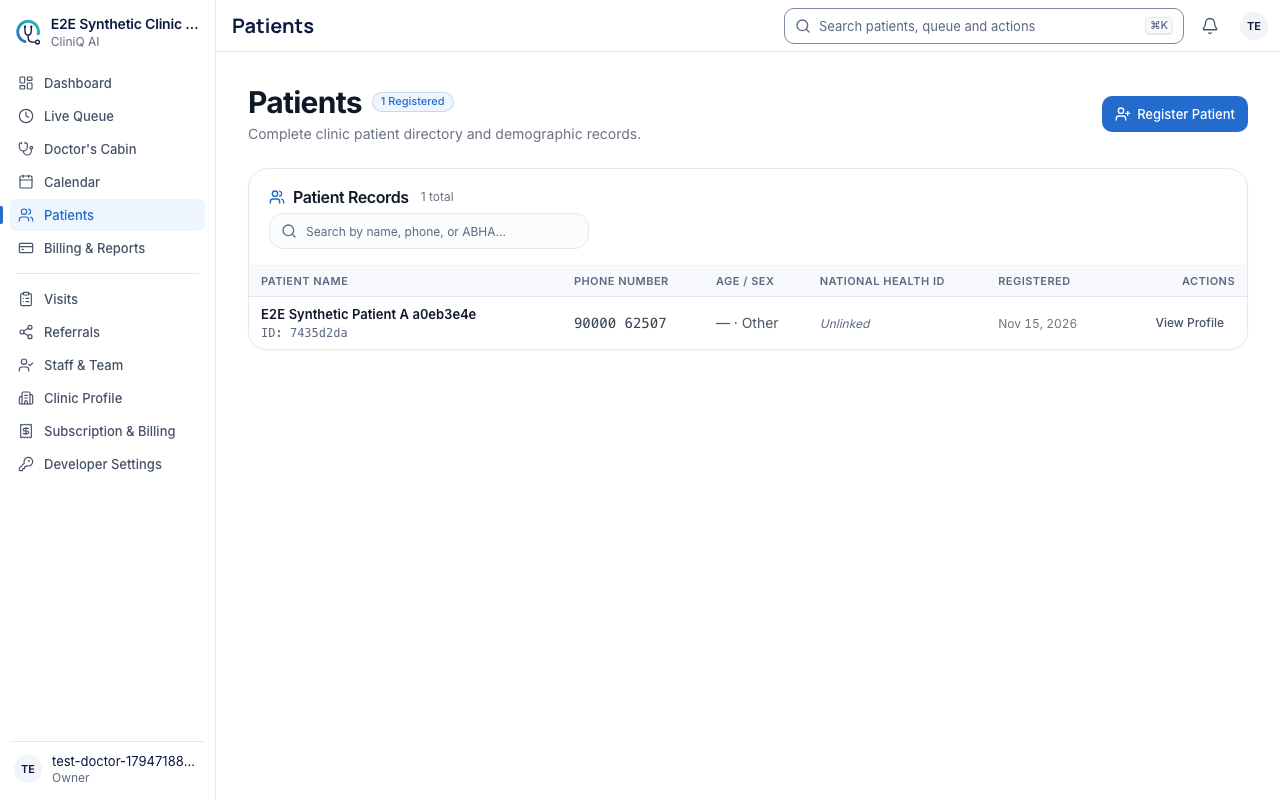 E2E Synthetic Clinic ...
CliniQ AI
Dashboard
Live Queue
Doctor's Cabin
Calendar
Patients
Billing & Reports
Visits
Referrals
Staff & Team
Clinic Profile
Subscription & Billing
Developer Settings
TE
test-doctor-17947188...
Owner
Patients
Search patients, queue and actions
⌘K
TE
Patients
1 Registered
Complete clinic patient directory and demographic records.
Register Patient
Patient Records 1 total
Search by name, phone, or ABHA...
PATIENT NAME PHONE NUMBER AGE / SEX NATIONAL HEALTH ID REGISTERED ACTIONS
E2E Synthetic Patient A a0eb3e4e
ID: 7435d2da
90000 62507 — · Other Unlinked Nov 15, 2026 View Profile